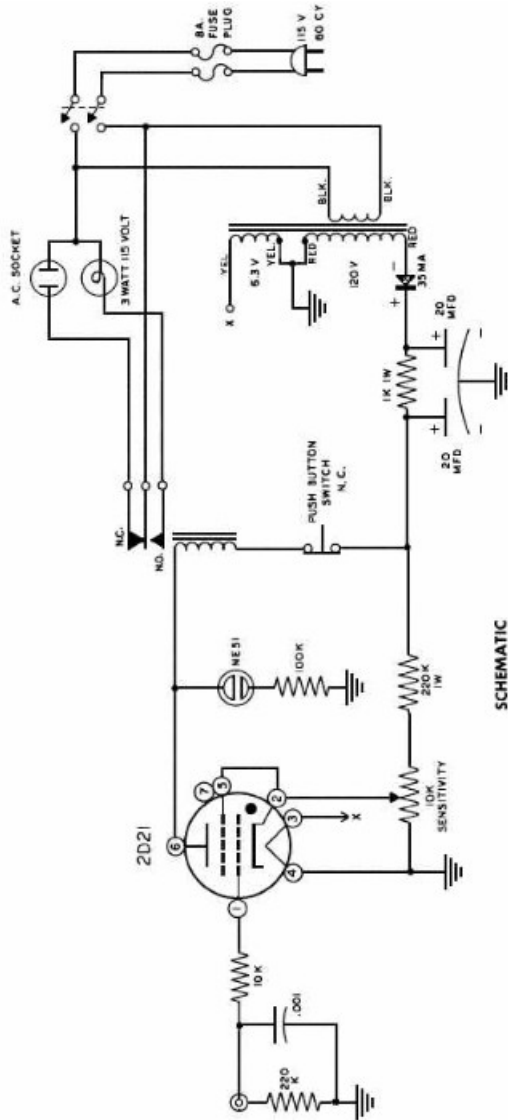 A.C. SOCKET
3 WATT 115 VOLT
8A.
FUSE
PLUG
115 V
60 CY
N.C.
N.O.
BLK.
BLK.
YEL
6.3 V
YEL.
RED
120 V
RED
X
35 MA
+
-
2D21
6
7
5
1
2
3
4
X
NE51
100K
PUSH BUTTON
SWITCH
N.C.
10K
.001
220
K
10K
SENSITIVITY
220K
1W
1K 1W
+
-
20
MFD
+
-
20
MFD
SCHEMATIC